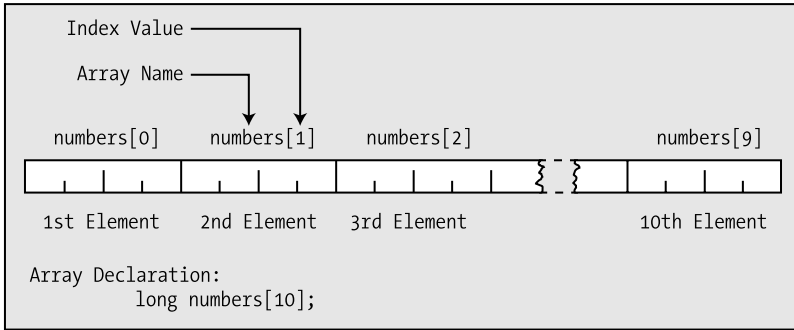 Index Value
Array Name
numbers[0] numbers[1] numbers[2] numbers[9]
1st Element 2nd Element 3rd Element 10th Element
Array Declaration:
long numbers[10];